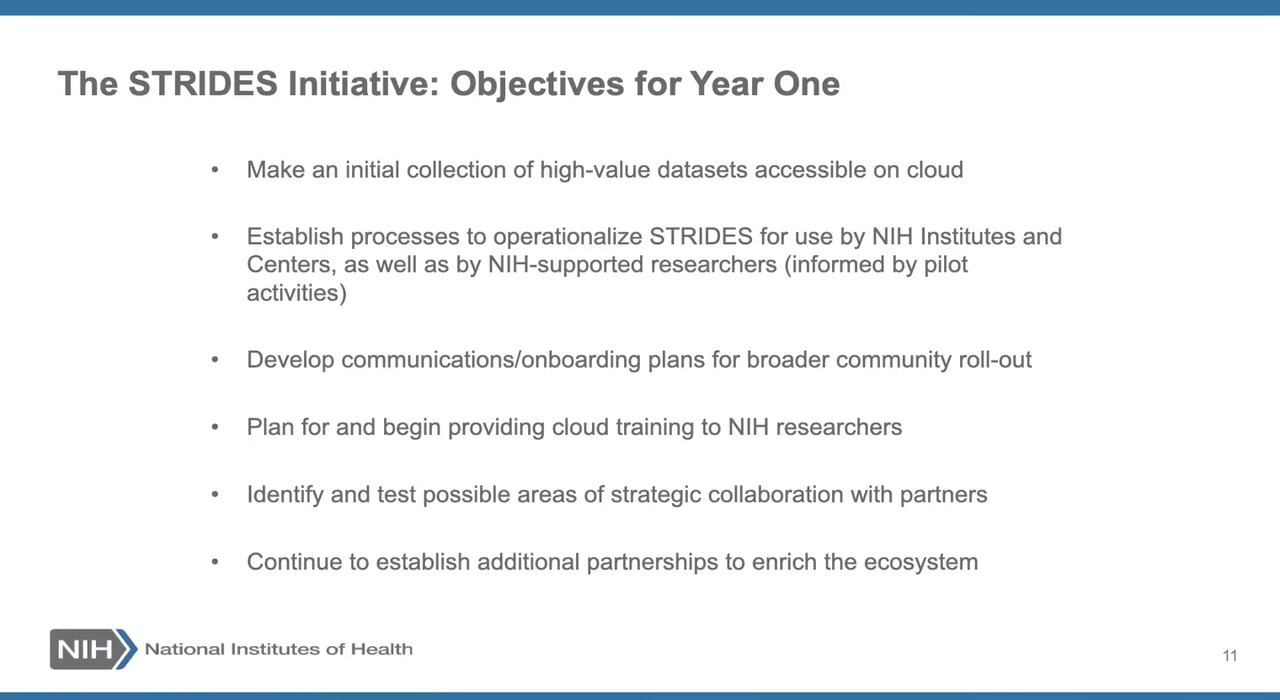 The STRIDES Initiative: Objectives for Year One
• Make an initial collection of high-value datasets accessible on cloud
• Establish processes to operationalize STRIDES for use by NIH Institutes and
Centers, as well as by NIH-supported researchers (informed by pilot
activities)
• Develop communications/onboarding plans for broader community roll-out
• Plan for and begin providing cloud training to NIH researchers
• Identify and test possible areas of strategic collaboration with partners
• Continue to establish additional partnerships to enrich the ecosystem
NIH National Institutes of Health
11